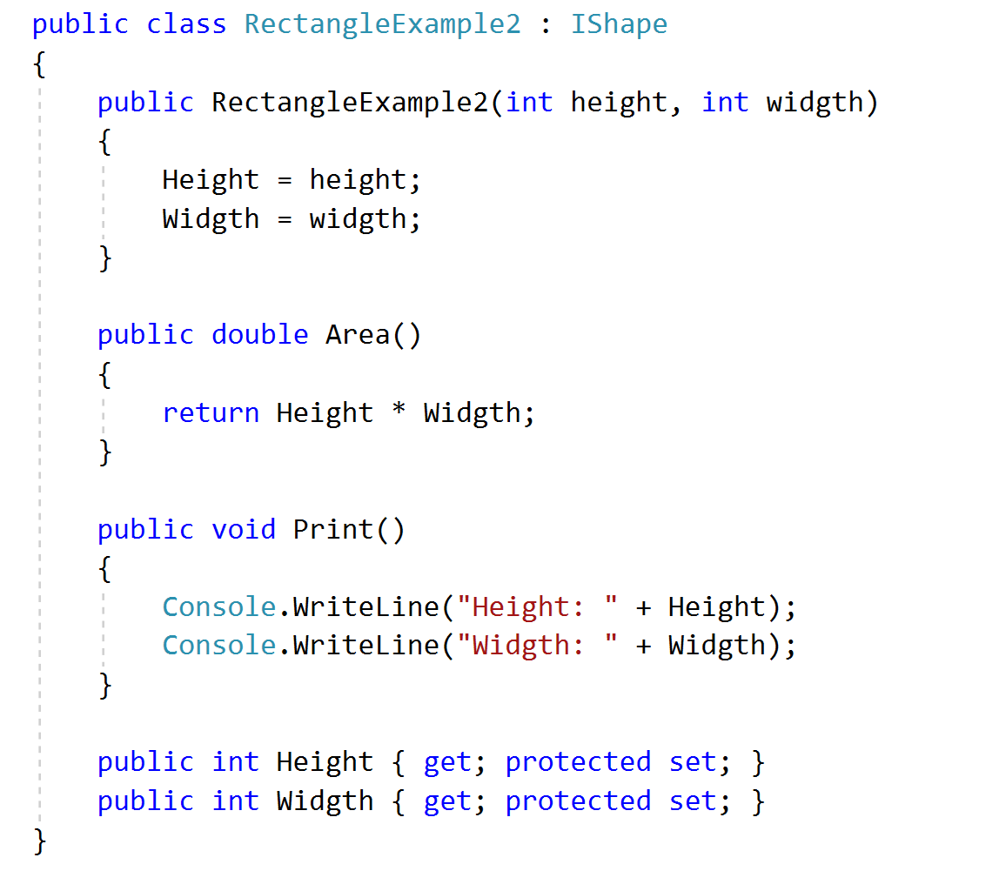 public class RectangleExample2 : IShape
{
    public RectangleExample2(int height, int widgth)
    {
        Height = height;
        Widgth = widgth;
    }

    public double Area()
    {
        return Height * Widgth;
    }

    public void Print()
    {
        Console.WriteLine("Height: " + Height);
        Console.WriteLine("Widgth: " + Widgth);
    }

    public int Height { get; protected set; }
    public int Widgth { get; protected set; }
}